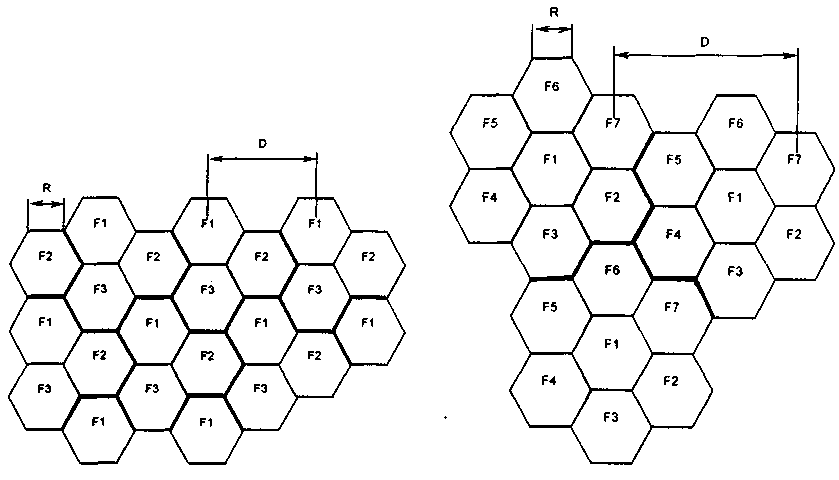 D
R
F1 F1 F1
F2 F2 F2 F2
F3 F3 F3
F1 F1 F1 F1
F2 F2 F2
F3 F3 F3
F1 F1
R
D
F6
F5 F7 F6
F1 F5 F7
F4 F2 F1
F3 F4 F2
F6 F3
F5 F7
F1
F4 F2
F3